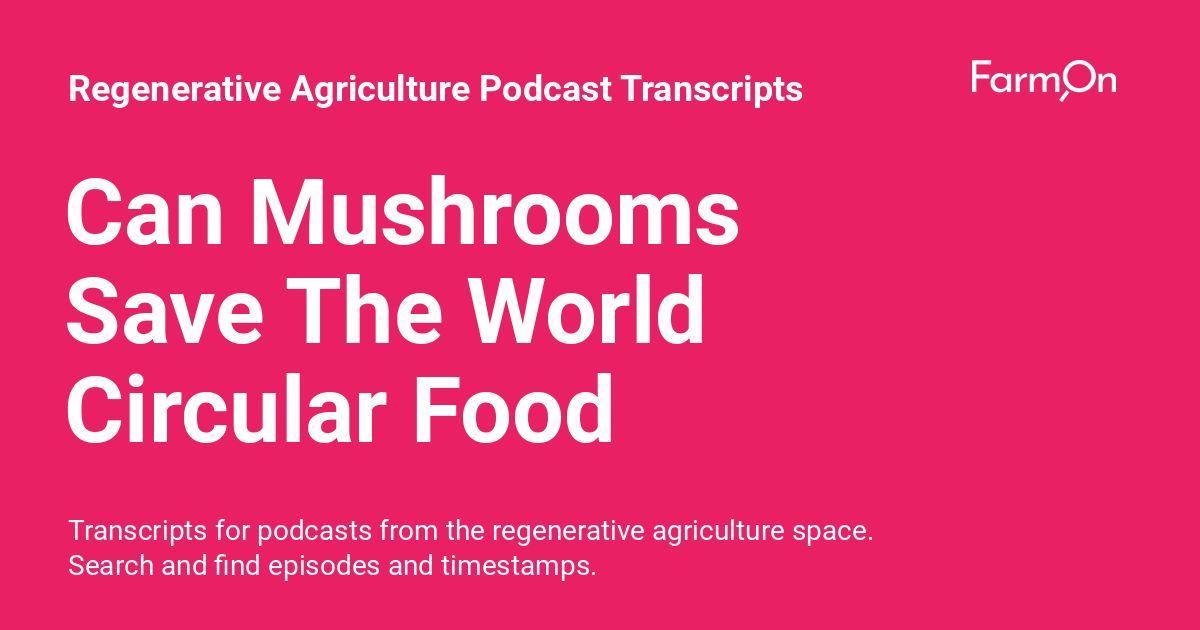 Regenerative Agriculture Podcast Transcripts
FarmOn
Can Mushrooms
Save The World
Circular Food
Transcripts for podcasts from the regenerative agriculture space.
Search and find episodes and timestamps.